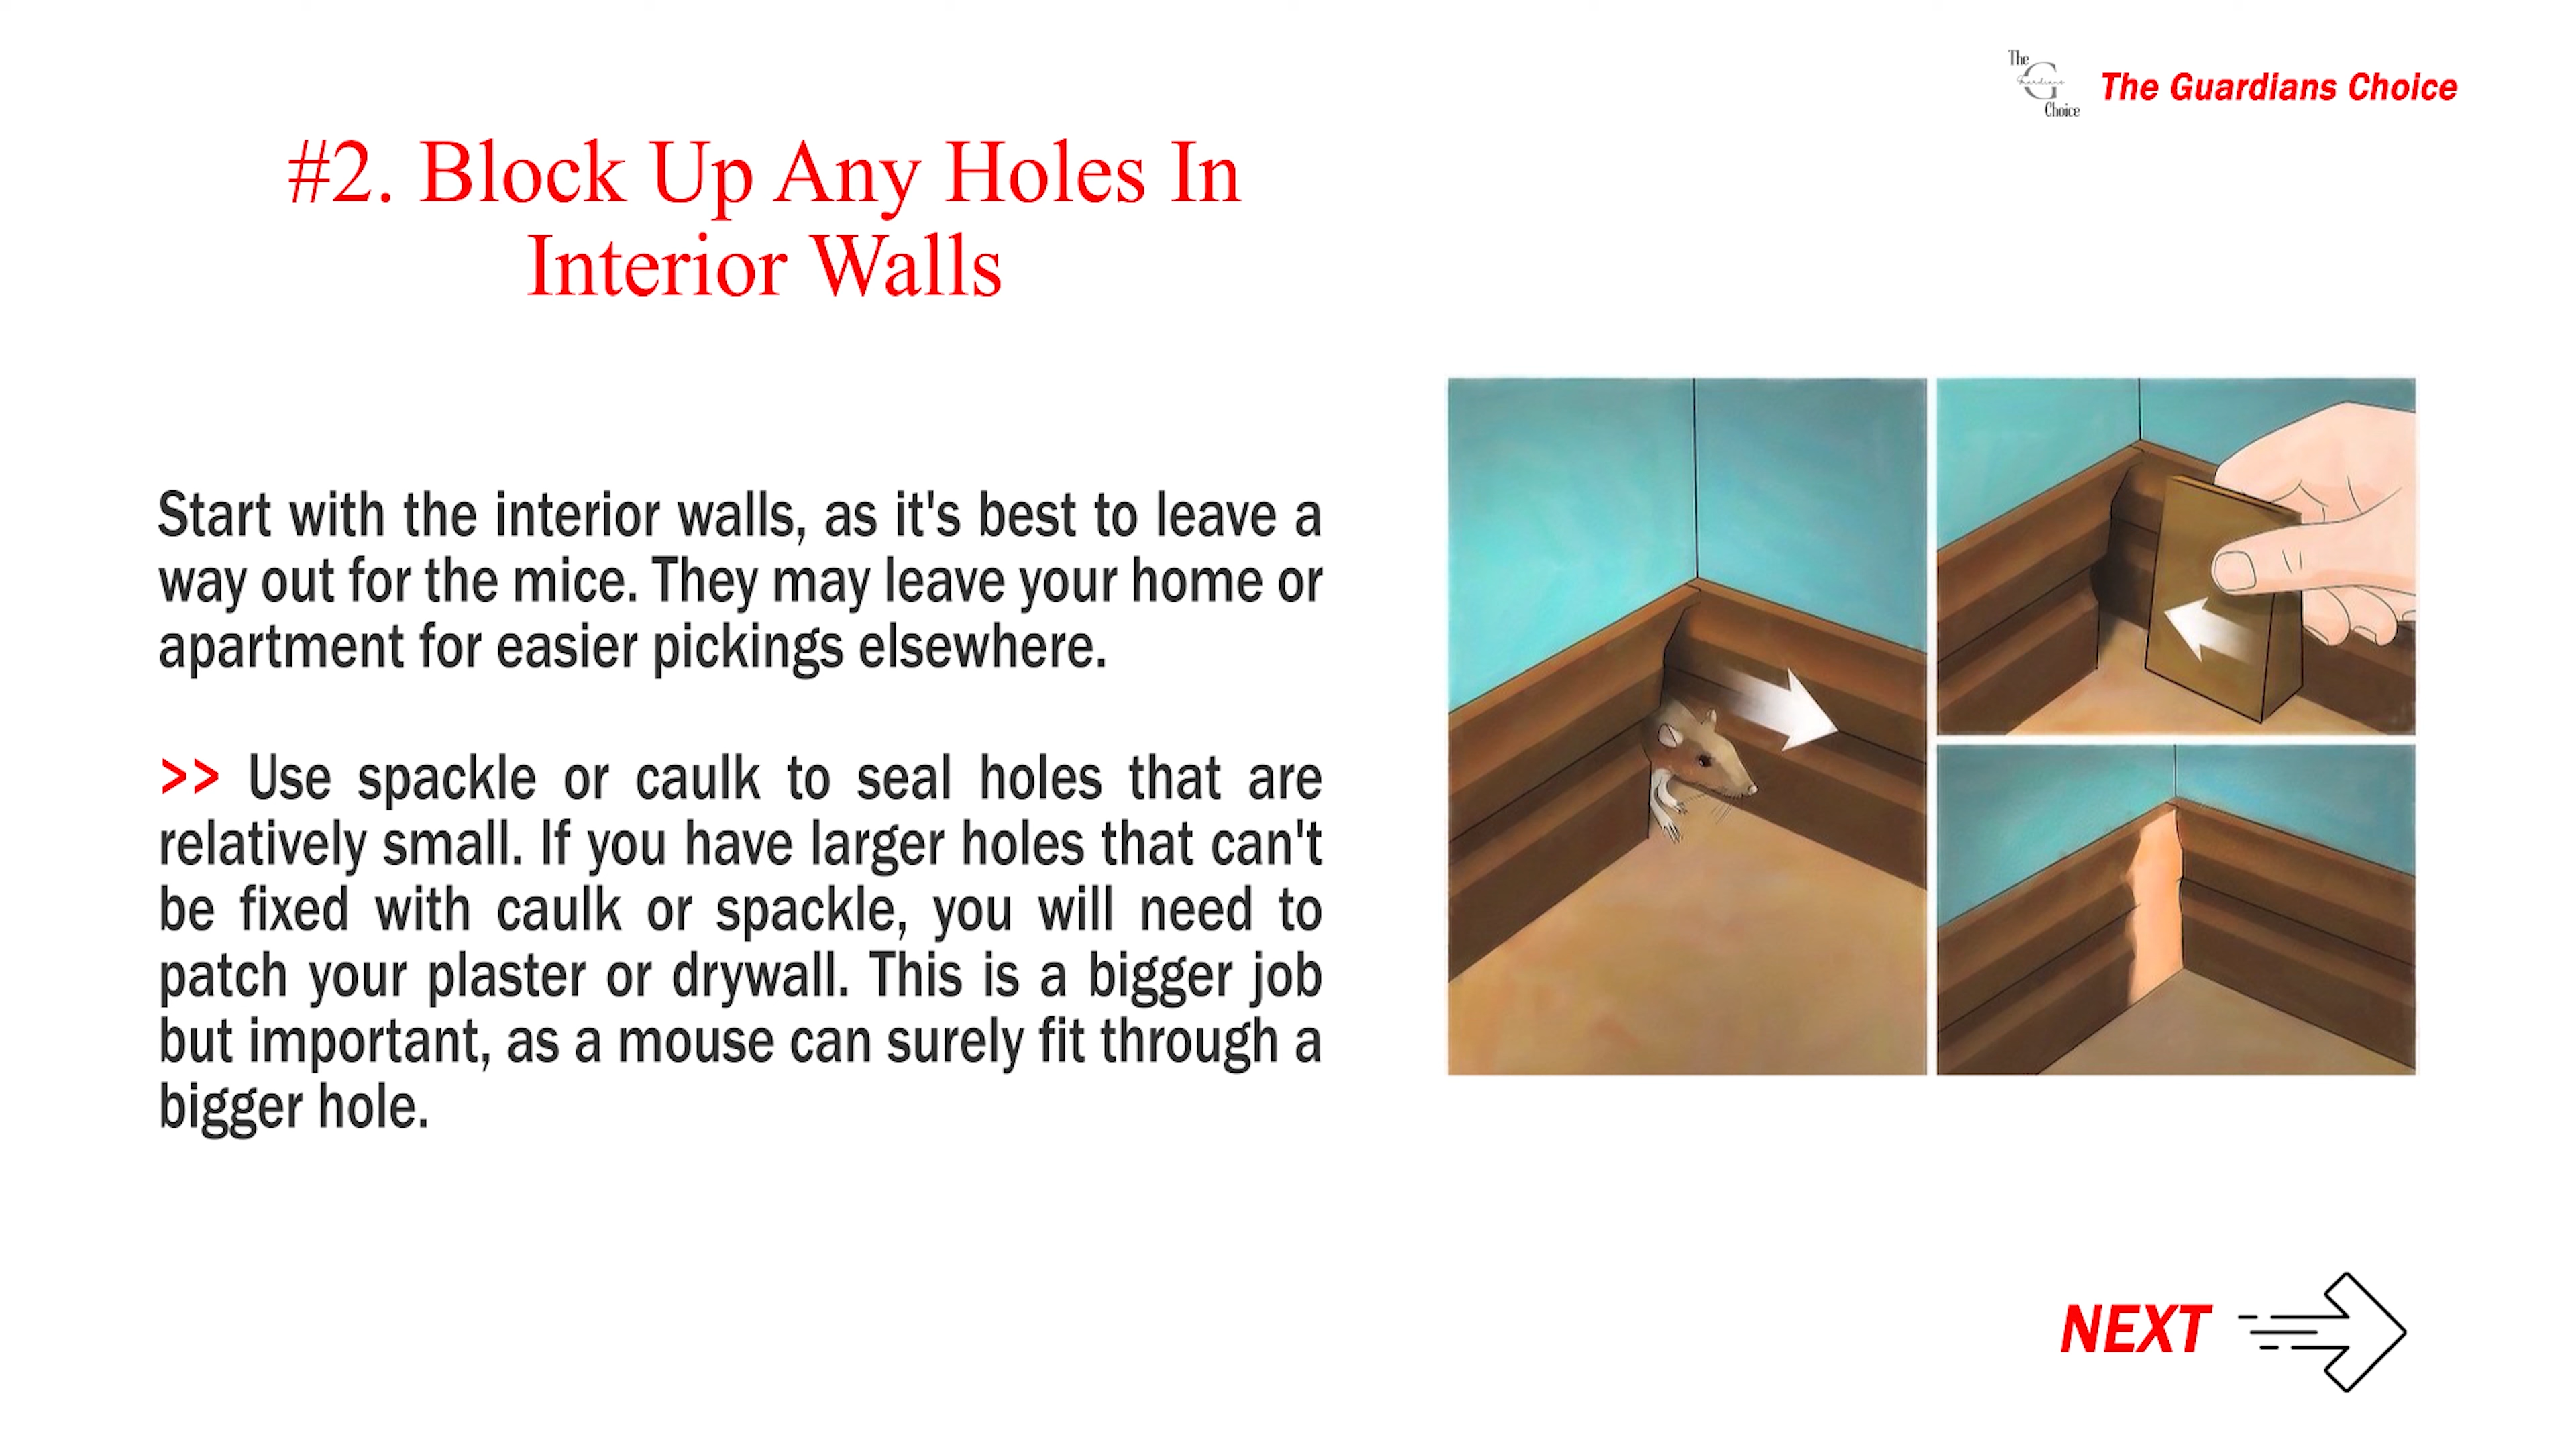 The
Guardians
Choice
The Guardians Choice
#2. Block Up Any Holes In
Interior Walls
Start with the interior walls, as it's best to leave a
way out for the mice. They may leave your home or
apartment for easier pickings elsewhere.
>> Use spackle or caulk to seal holes that are
relatively small. If you have larger holes that can't
be fixed with caulk or spackle, you will need to
patch your plaster or drywall. This is a bigger job
but important, as a mouse can surely fit through a
bigger hole.
NEXT